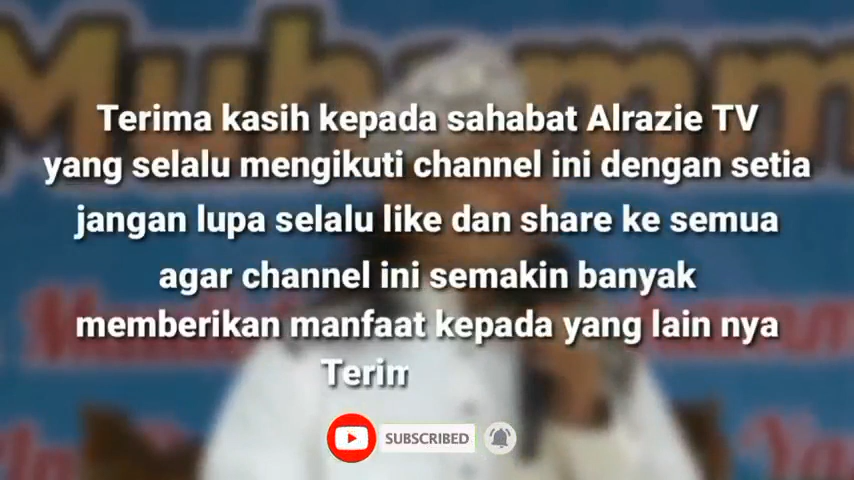 Muhamm
Terima kasih kepada sahabat Alrazie TV
yang selalu mengikuti channel ini dengan setia
jangan lupa selalu like dan share ke semua
agar channel ini semakin banyak
memberikan manfaat kepada yang lain nya
Terim
SUBSCRIBED